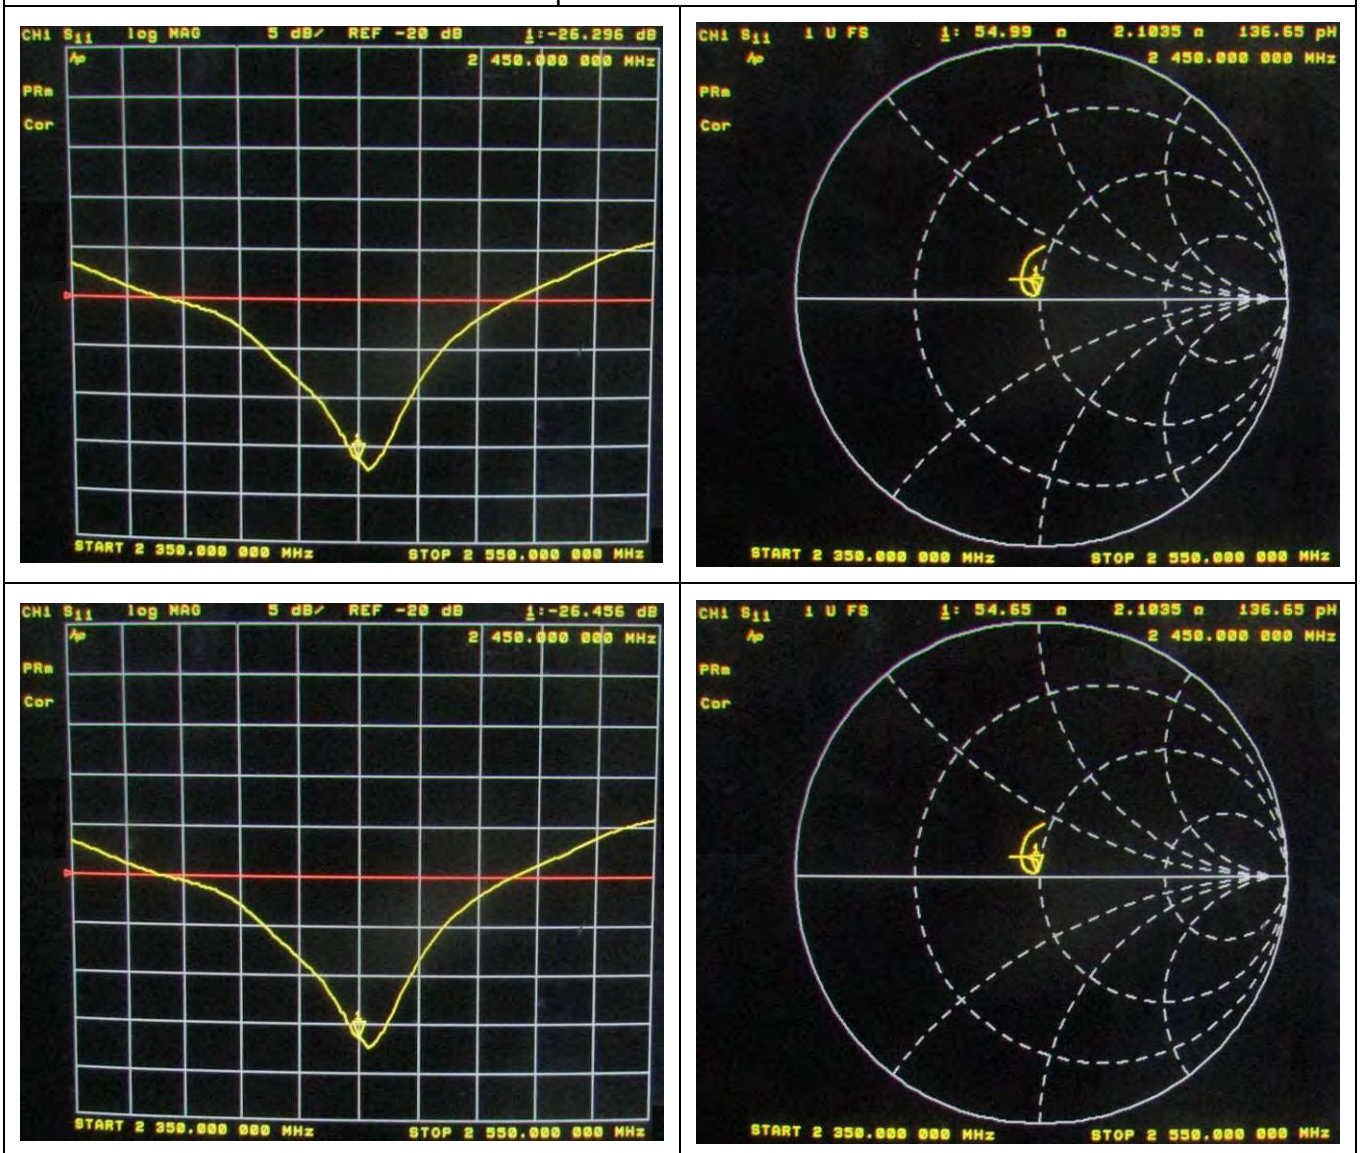 CH1 S11 log MAG 5 dB/ REF -20 dB 1:-26.296 dB
hp 2 450.000 000 MHz
PRm
Cor
START 2 350.000 000 MHz STOP 2 550.000 000 MHz
CH1 S11 1 U FS 1: 54.99 Ω 2.1035 Ω 136.65 pH
hp 2 450.000 000 MHz
PRm
Cor
1
START 2 350.000 000 MHz STOP 2 550.000 000 MHz
CH1 S11 log MAG 5 dB/ REF -20 dB 1:-26.456 dB
hp 2 450.000 000 MHz
PRm
Cor
START 2 350.000 000 MHz STOP 2 550.000 000 MHz
CH1 S11 1 U FS 1: 54.65 Ω 2.1035 Ω 136.65 pH
hp 2 450.000 000 MHz
PRm
Cor
1
START 2 350.000 000 MHz STOP 2 550.000 000 MHz